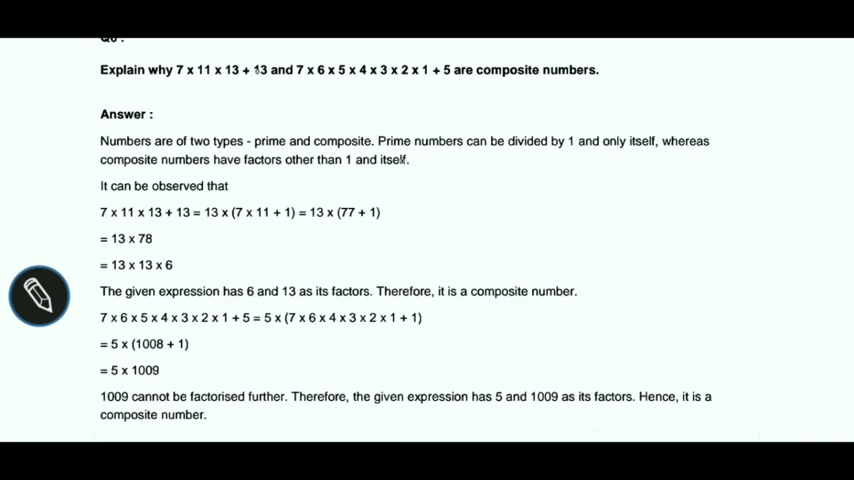 Q6 :
Explain why 7 x 11 x 13 + 13 and 7 x 6 x 5 x 4 x 3 x 2 x 1 + 5 are composite numbers.
Answer :
Numbers are of two types - prime and composite. Prime numbers can be divided by 1 and only itself, whereas
composite numbers have factors other than 1 and itself.
It can be observed that
7 x 11 x 13 + 13 = 13 x (7 x 11 + 1) = 13 x (77 + 1)
= 13 x 78
= 13 x 13 x 6
The given expression has 6 and 13 as its factors. Therefore, it is a composite number.
7 x 6 x 5 x 4 x 3 x 2 x 1 + 5 = 5 x (7 x 6 x 4 x 3 x 2 x 1 + 1)
= 5 x (1008 + 1)
= 5 x 1009
1009 cannot be factorised further. Therefore, the given expression has 5 and 1009 as its factors. Hence, it is a
composite number.